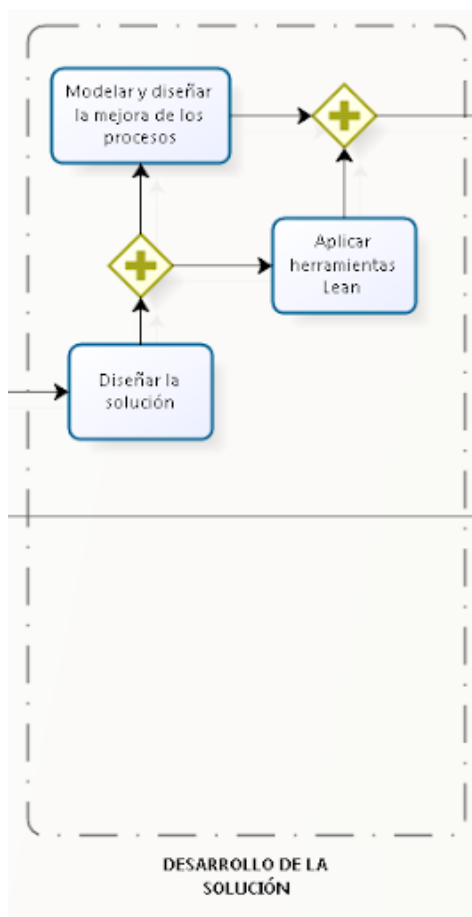 Modelar y diseñar
la mejora de los
procesos
Aplicar
herramientas
Lean
Diseñar la
solución
DESARROLLO DE LA
SOLUCIÓN